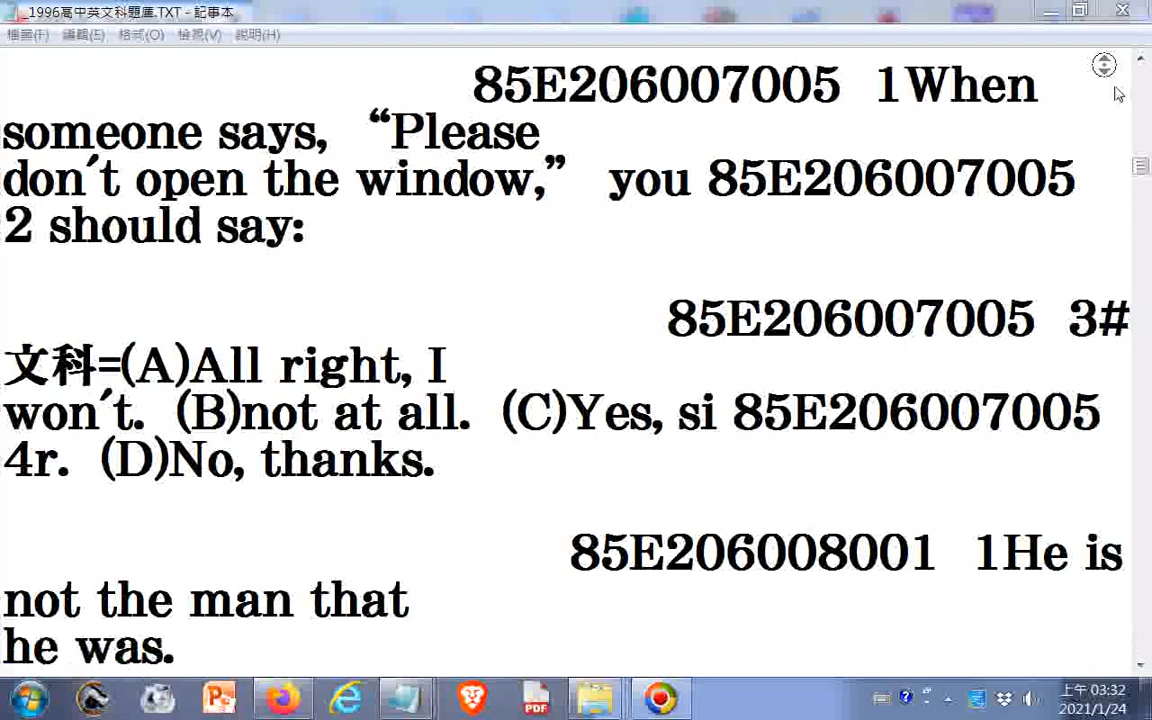 _1996高中英文科題庫.TXT - 記事本
檔案(F) 編輯(E) 格式(O) 檢視(V) 說明(H)
85E206007005 1When
someone says, “Please
don't open the window,” you 85E206007005
2 should say:
85E206007005 3#
文科=(A)All right, I
won't. (B)not at all. (C)Yes, si 85E206007005
4r. (D)No, thanks.
85E206008001 1He is
not the man that
he was.
上午 03:32
2021/1/24
PDF